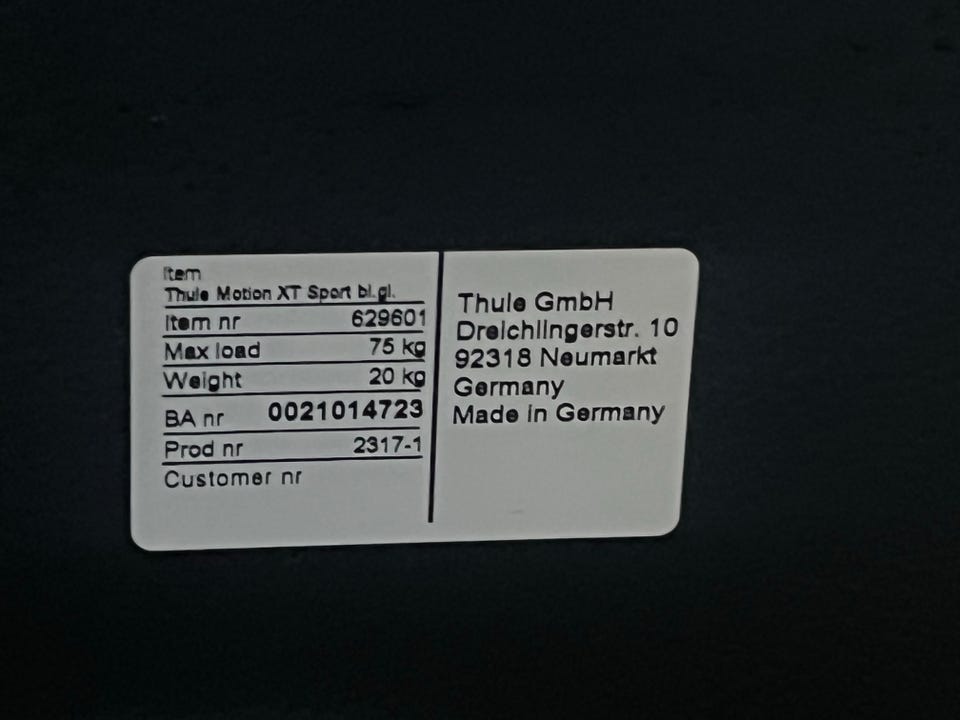 Item
Thule Motion XT Sport bl.gl.
Item nr 629601
Max load 75 kg
Weight 20 kg
BA nr 0021014723
Prod nr 2317-1
Customer nr
Thule GmbH
Dreichlingerstr. 10
92318 Neumarkt
Germany
Made in Germany